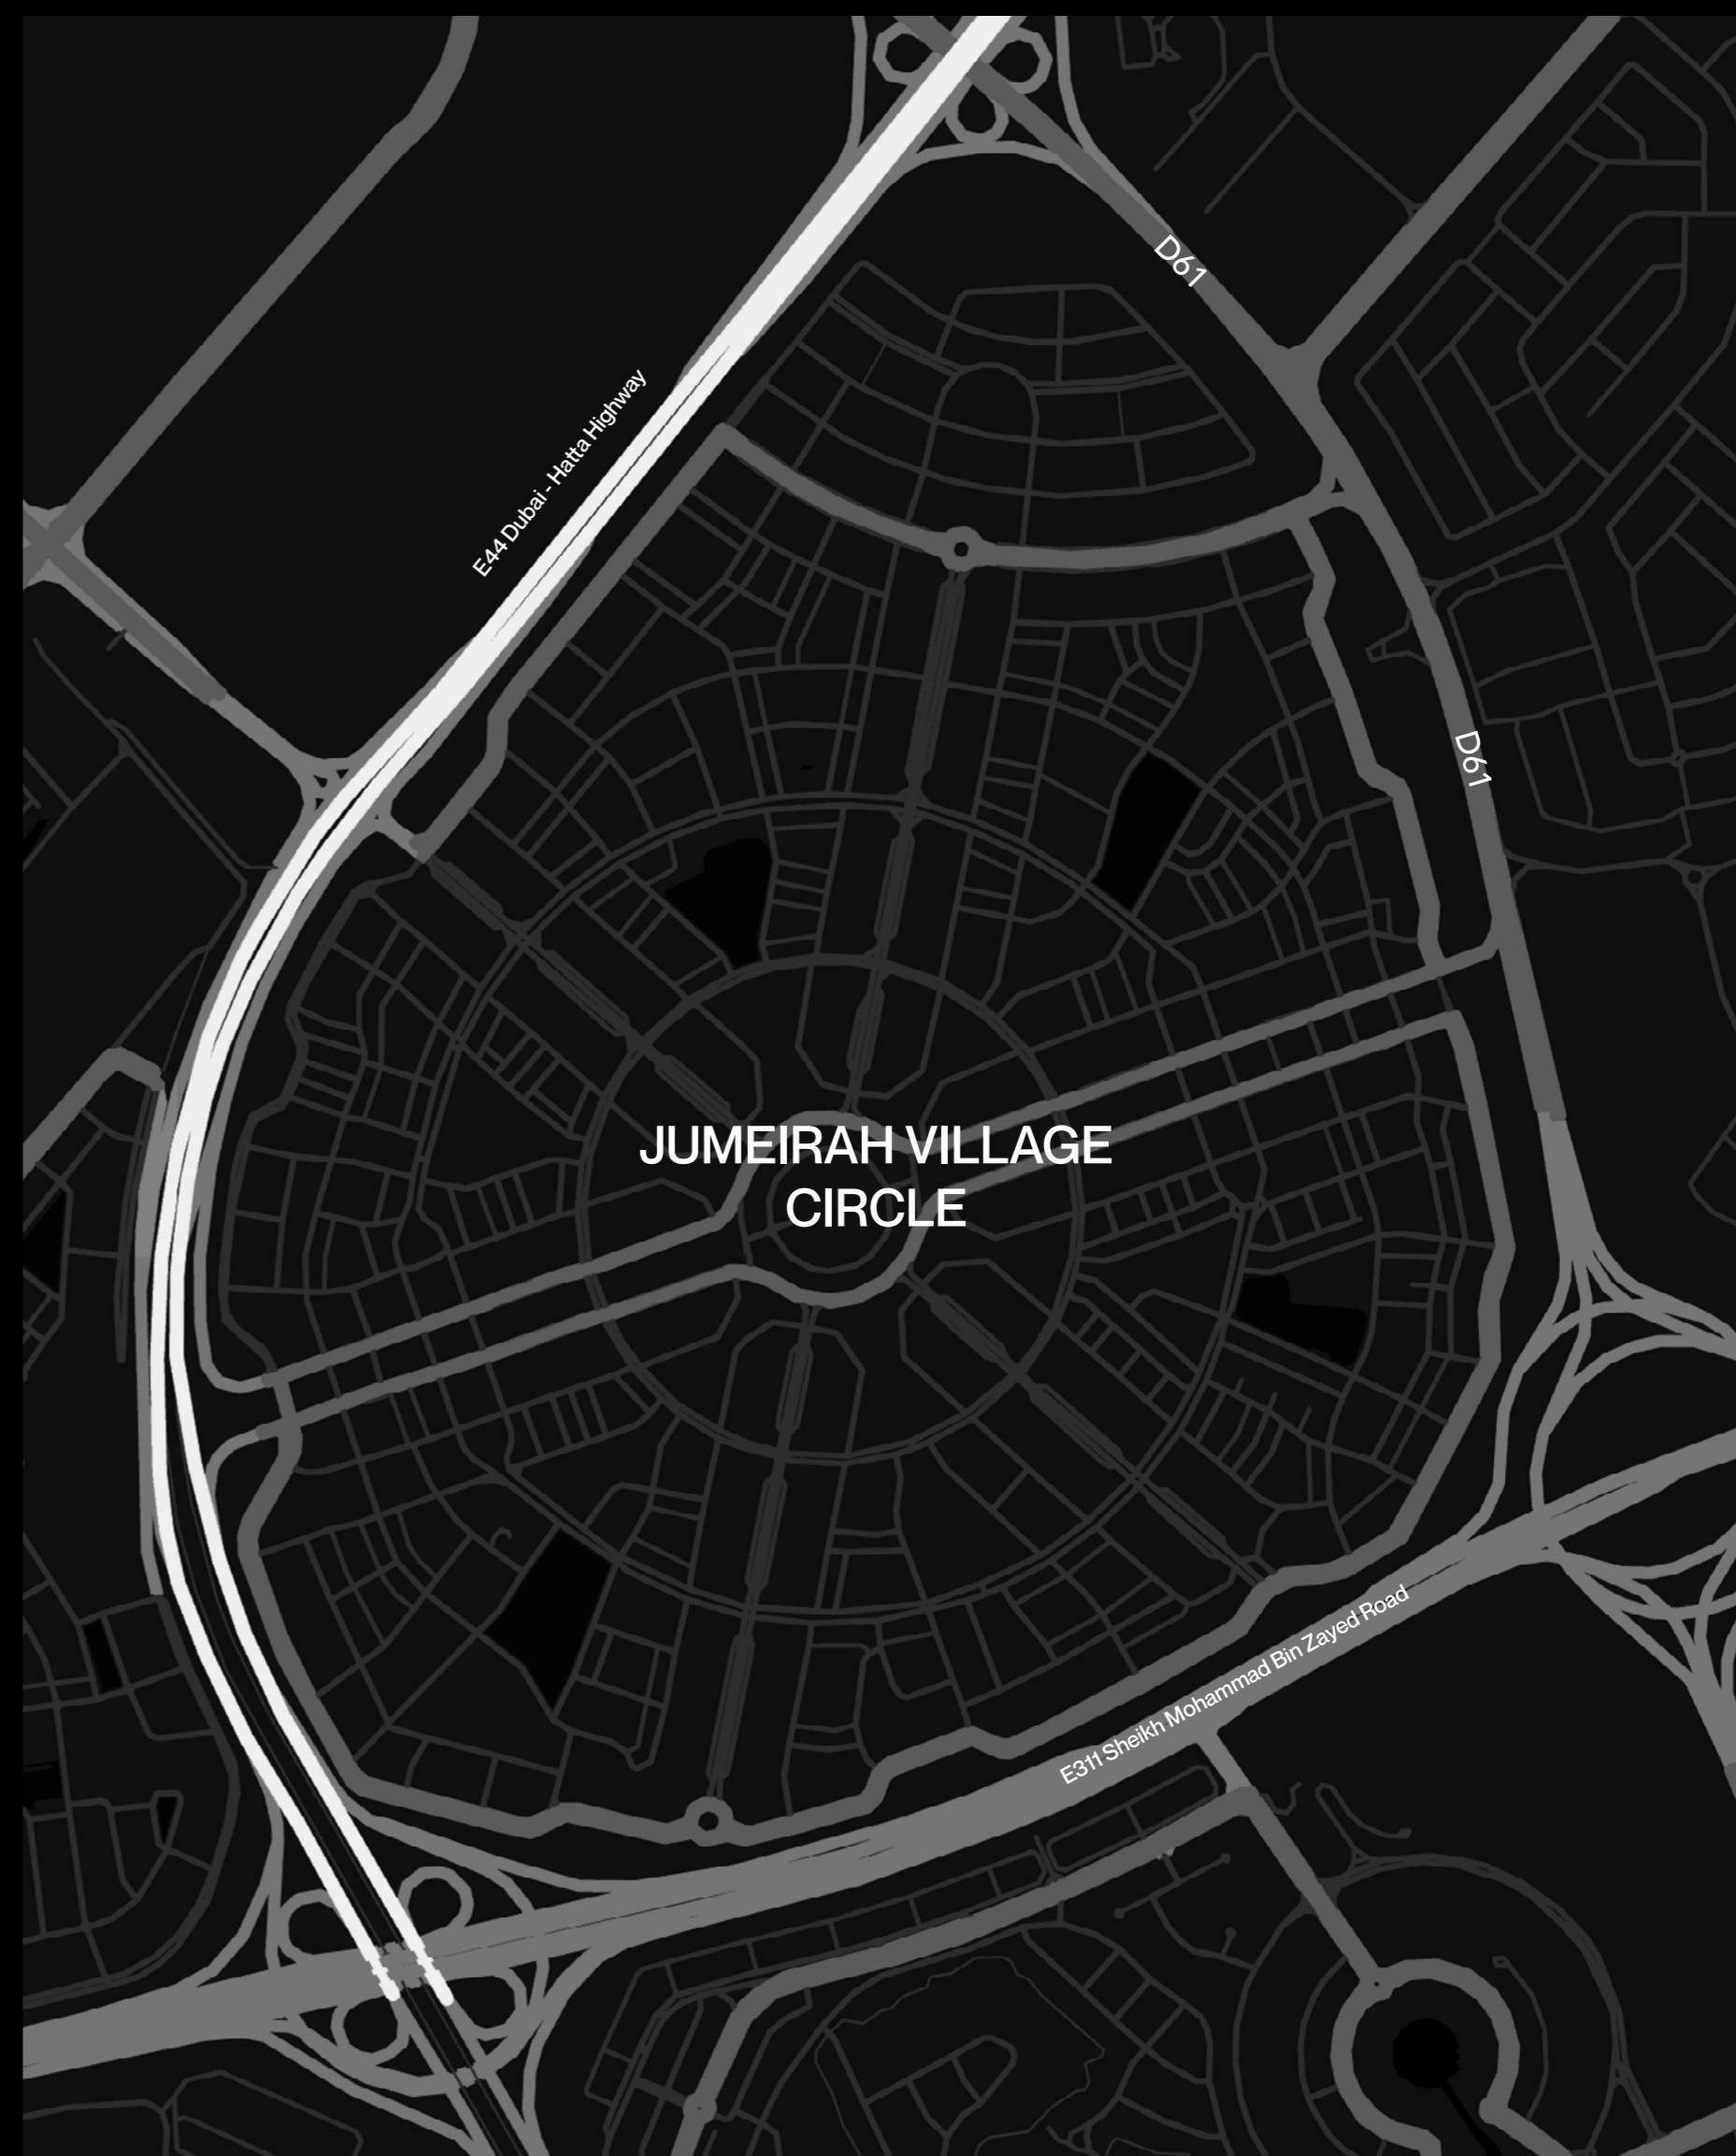 D61
E44 Dubai - Hatta Highway
D61
JUMEIRAH VILLAGE
CIRCLE
E311 Sheikh Mohammad Bin Zayed Road